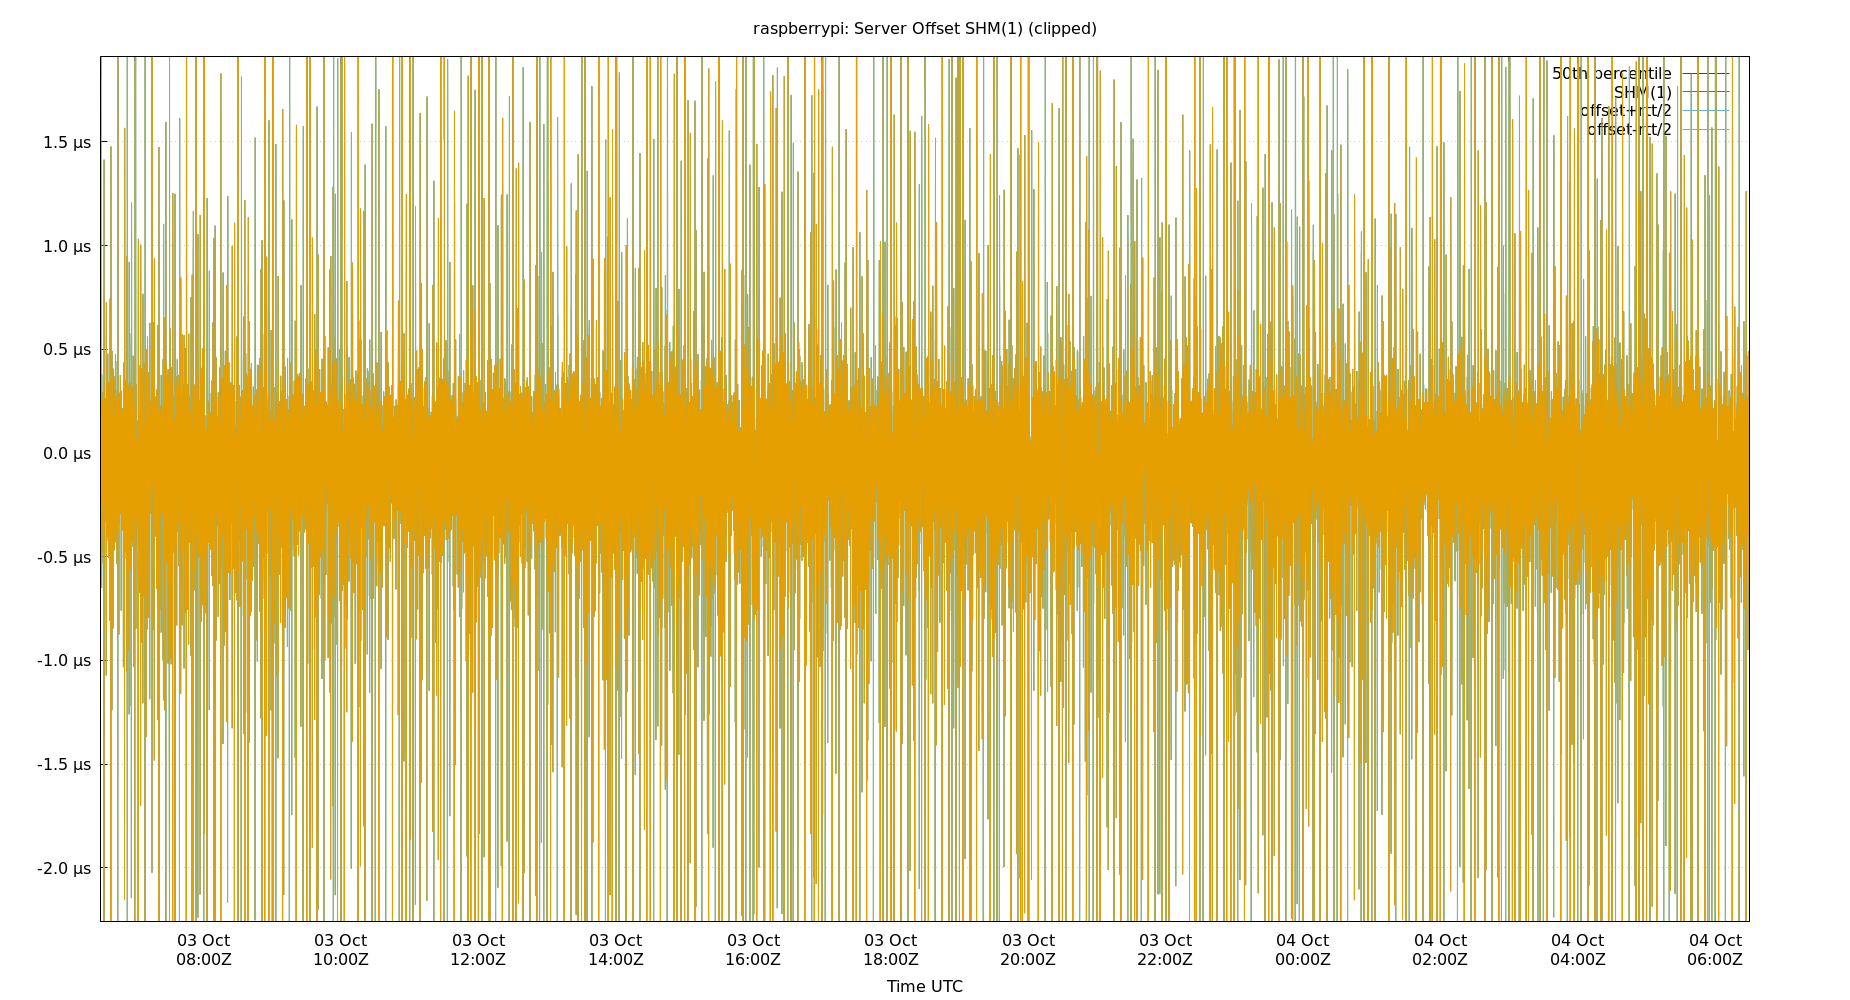 raspberrypi: Server Offset SHM(1) (clipped)
50th percentile
SHM(1)
offset+rtt/2
offset-rtt/2
1.5 µs
1.0 µs
0.5 µs
0.0 µs
-0.5 µs
-1.0 µs
-1.5 µs
-2.0 µs
03 Oct 03 Oct 03 Oct 03 Oct 03 Oct 03 Oct 03 Oct 03 Oct 04 Oct 04 Oct 04 Oct 04 Oct
08:00Z 10:00Z 12:00Z 14:00Z 16:00Z 18:00Z 20:00Z 22:00Z 00:00Z 02:00Z 04:00Z 06:00Z
Time UTC